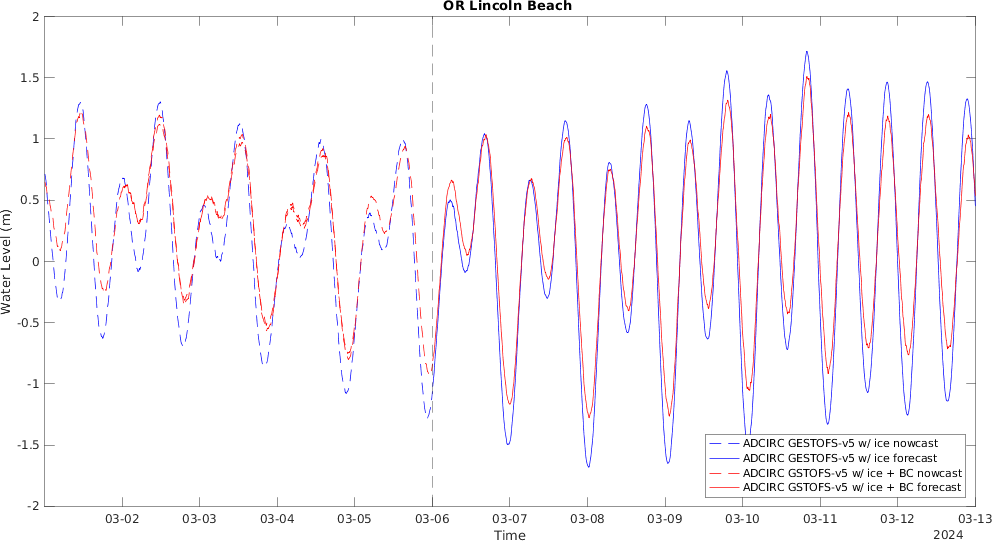 OR Lincoln Beach
Water Level (m)
2
1.5
1
0.5
0
-0.5
-1
-1.5
-2
ADCIRC GESTOFS-v5 w/ ice nowcast
ADCIRC GESTOFS-v5 w/ ice forecast
ADCIRC GSTOFS-v5 w/ ice + BC nowcast
ADCIRC GSTOFS-v5 w/ ice + BC forecast
03-02 03-03 03-04 03-05 03-06 03-07 03-08 03-09 03-10 03-11 03-12 03-13
Time
2024